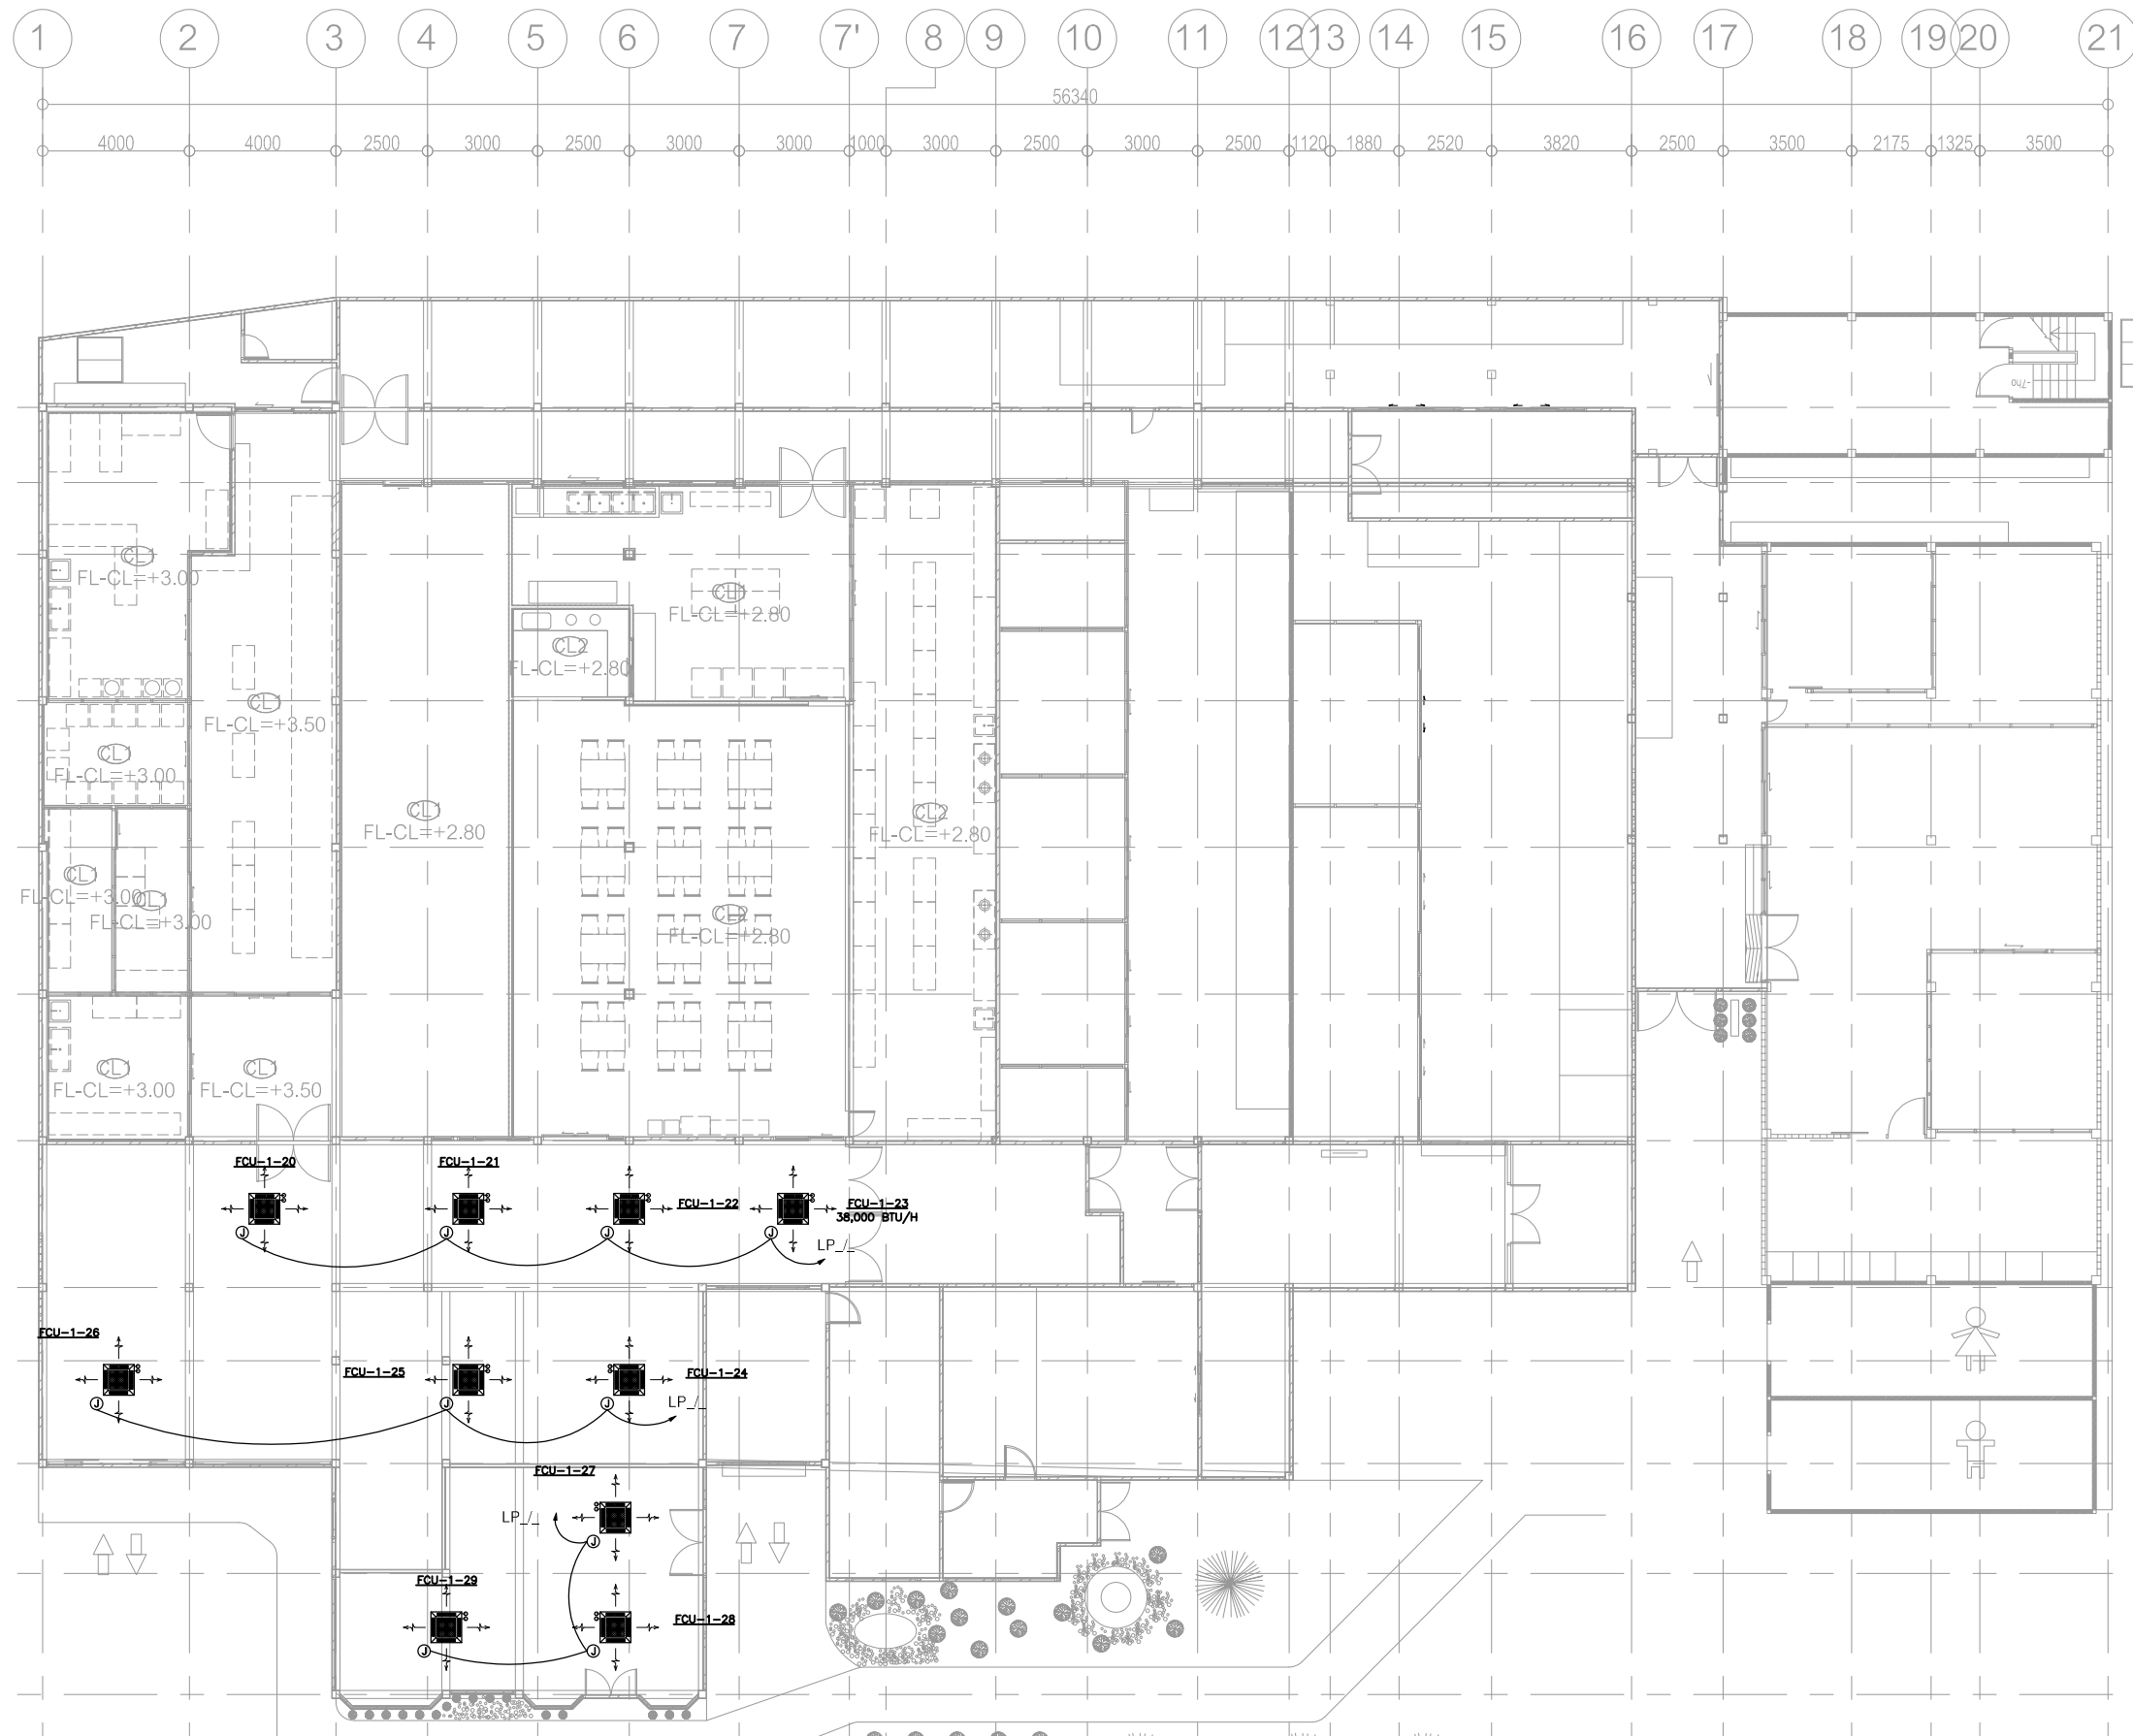 1 2 3 4 5 6 7 7' 8 9 10 11 12 13 14 15 16 17 18 19 20 21
56340
4000 4000 2500 3000 2500 3000 3000 1000 3000 2500 3000 2500 1120 1880 2520 3820 2500 3500 2175 1325 3500
CL1
FL-CL=+3.00
CL1
FL-CL=+2.80
CL2
FL-CL=+2.80
CL1
FL-CL=+3.50
CL1
FL-CL=+3.00
CL1
FL-CL=+2.80
CL2
FL-CL=+2.80
CL1
FL-CL=+3.00
CL1
FL-CL=+3.00
FL-CL=+2.80
CL1
FL-CL=+3.00
CL1
FL-CL=+3.50
FCU-1-20
FCU-1-21
FCU-1-22
FCU-1-23
38,000 BTU/H
J J J J
LP_/_
FCU-1-26
FCU-1-25
FCU-1-24
J J J
LP_/_
FCU-1-27
LP_/_
J
FCU-1-29
FCU-1-28
J J